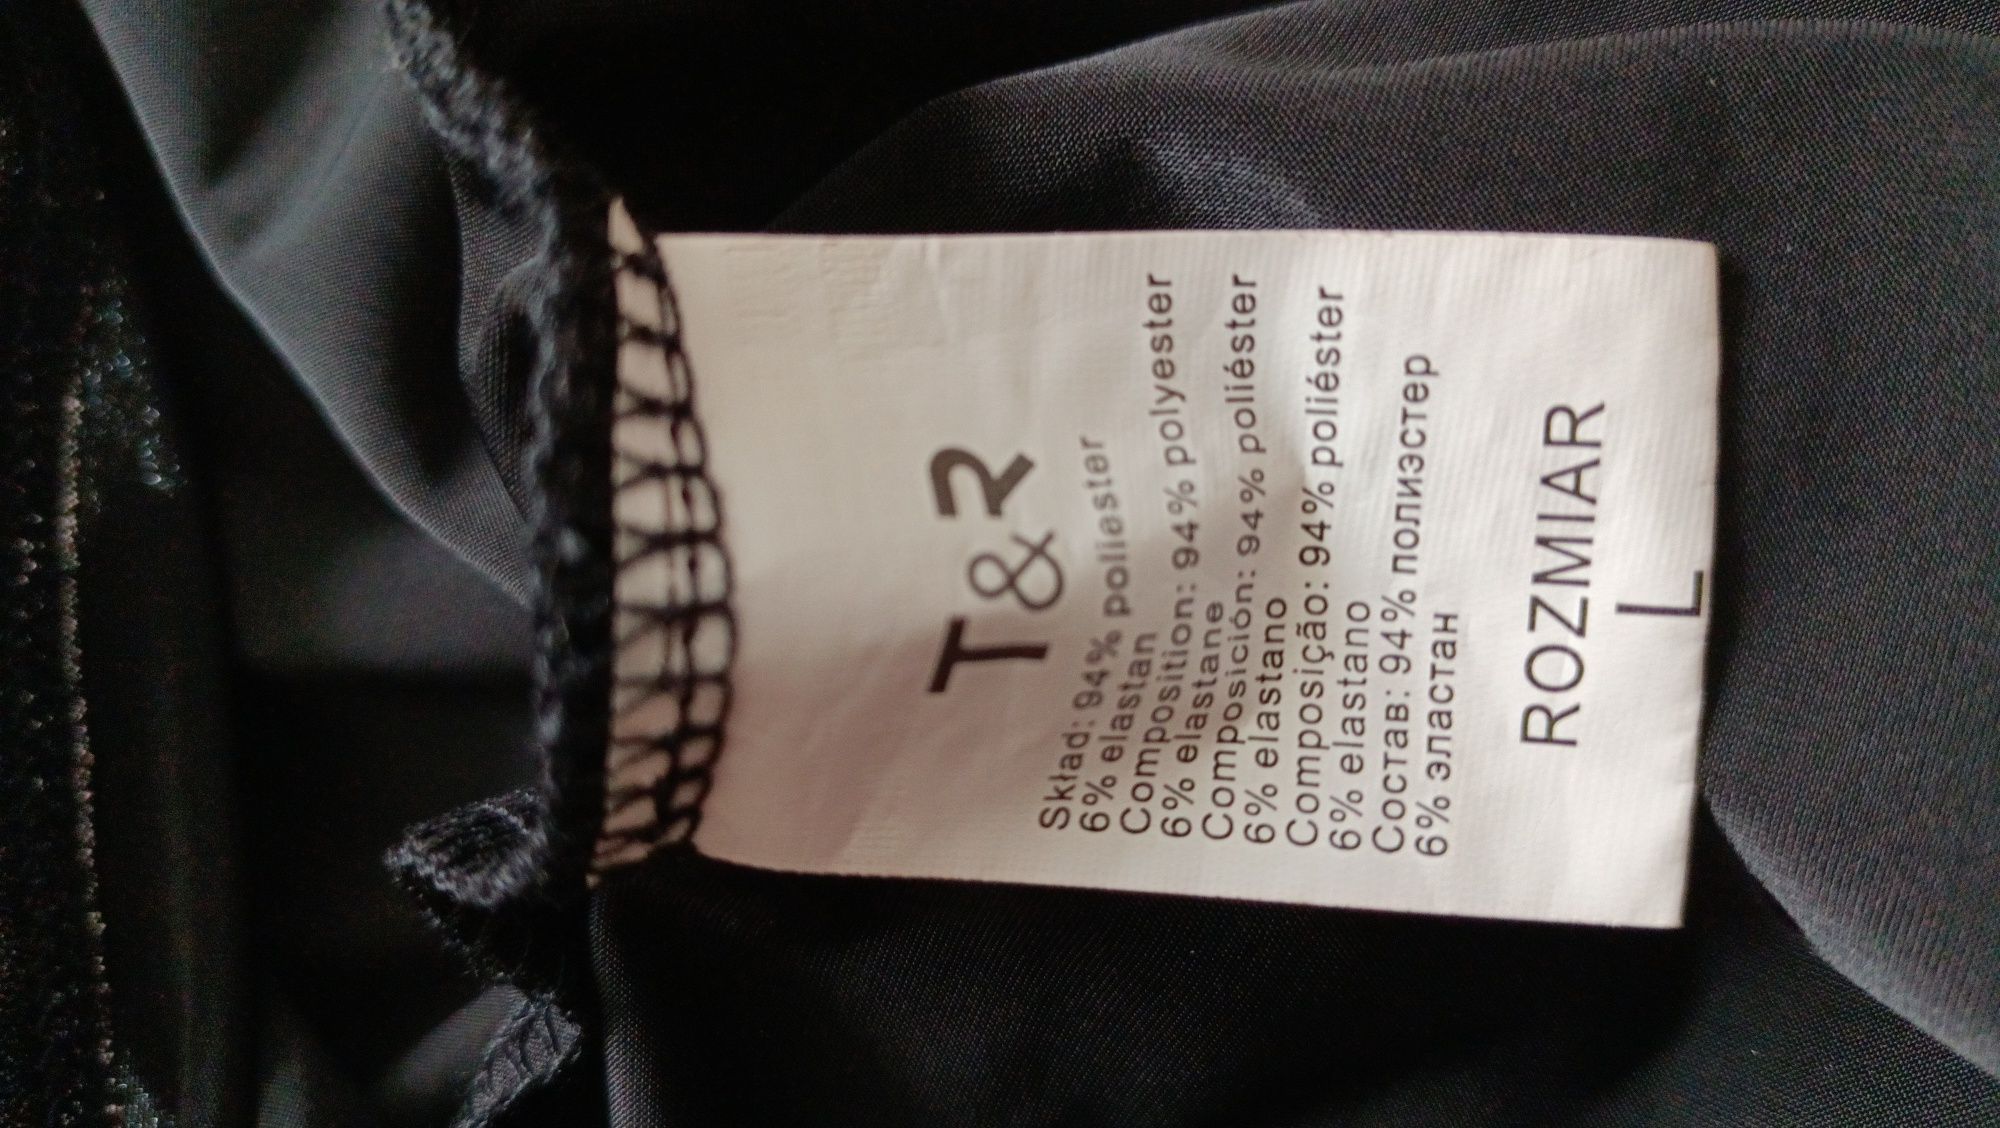 T&R
Skład: 94% poliester
6% elastan
Composition: 94% polyester
6% elastane
Composición: 94% poliéster
6% elastano
Composição: 94% poliéster
6% elastano
Состав: 94% полиэстер
6% эластан
ROZMIAR
L